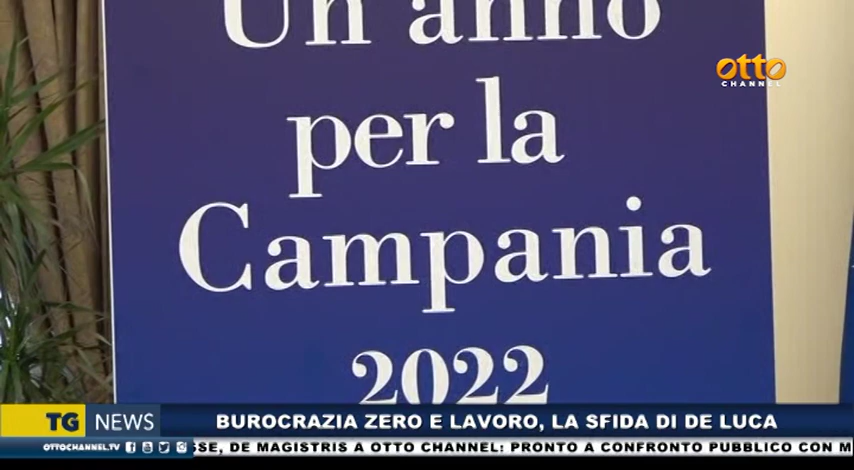 Un anno
per la
Campania
2022
otto
CHANNEL
TG NEWS
BUROCRAZIA ZERO E LAVORO, LA SFIDA DI DE LUCA
OTTOCHANNEL.TV
SSE, DE MAGISTRIS A OTTO CHANNEL: PRONTO A CONFRONTO PUBBLICO CON M